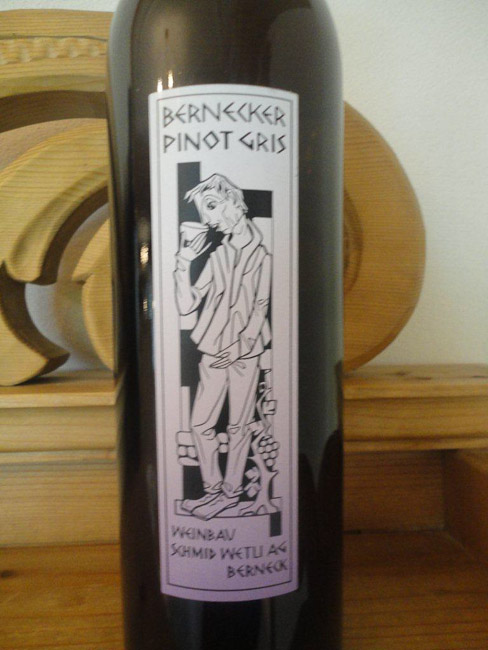 BERNECKER
PINOT GRIS
WEINBAU
SCHMID WETLI AG
BERNECK